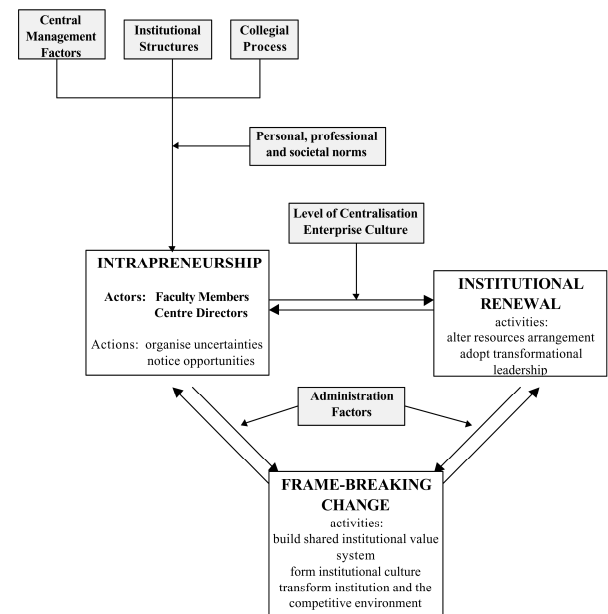 Central
Management
Factors
Institutional
Structures
Collegial
Process
Personal, professional
and societal norms
Level of Centralisation
Enterprise Culture
INTRAPRENEURSHIP
Actors: Faculty Members
Centre Directors
Actions: organise uncertainties
notice opportunities
INSTITUTIONAL
RENEWAL
activities:
alter resources arrangement
adopt transformational
leadership
Administration
Factors
FRAME-BREAKING
CHANGE
activities:
build shared institutional value
system
form institutional culture
transform institution and the
competitive environment